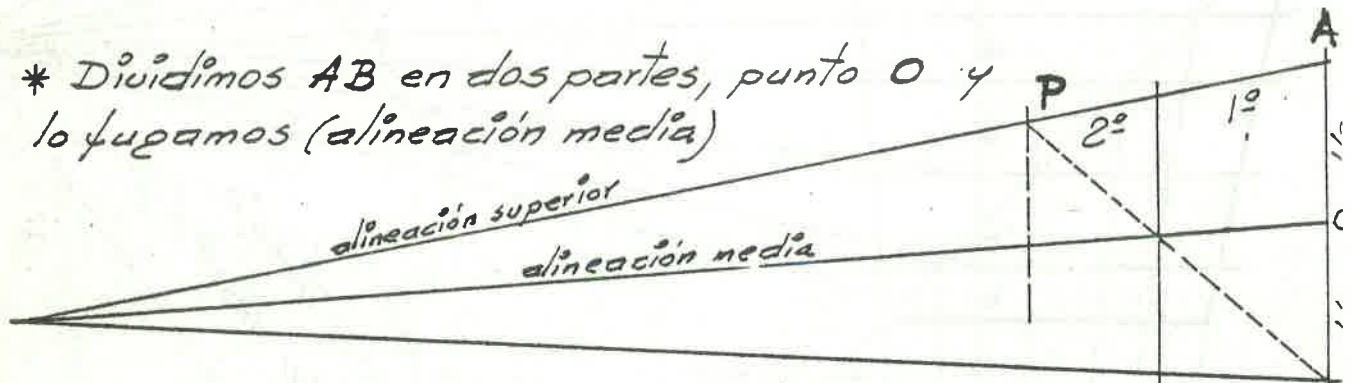 A
* Dividimos AB en dos partes, punto O y
lo fugamos (alineación media)
P
2º
1º
alineación superior
alineación media